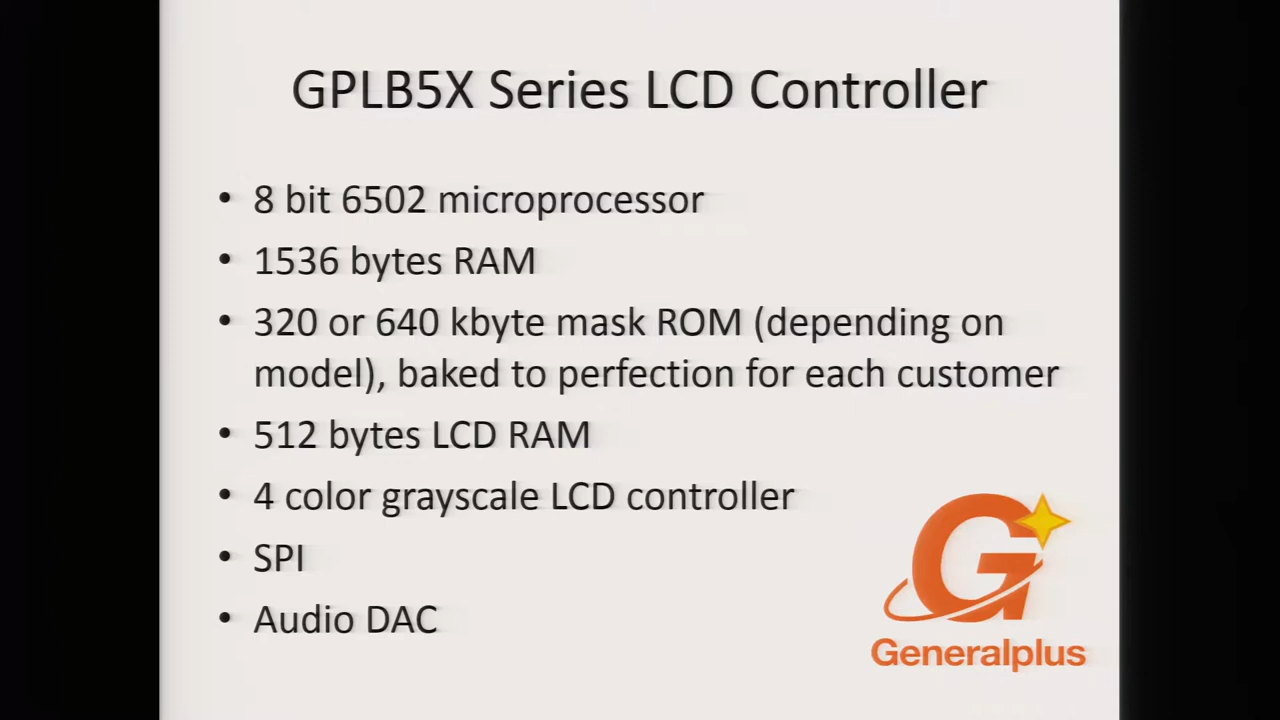 GPLB5X Series LCD Controller
• 8 bit 6502 microprocessor
• 1536 bytes RAM
• 320 or 640 kbyte mask ROM (depending on
model), baked to perfection for each customer
• 512 bytes LCD RAM
• 4 color grayscale LCD controller
• SPI
• Audio DAC
Generalplus